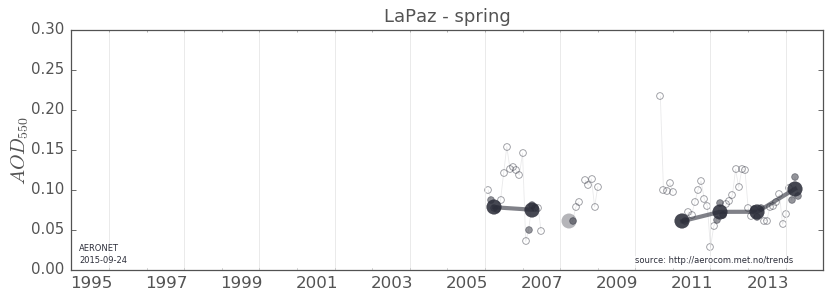 LaPaz - spring
0.30
0.25
0.20
0.15
0.10
0.05
0.00
AOD550
AERONET
2015-09-24
source: http://aerocom.met.no/trends
1995 1997 1999 2001 2003 2005 2007 2009 2011 2013